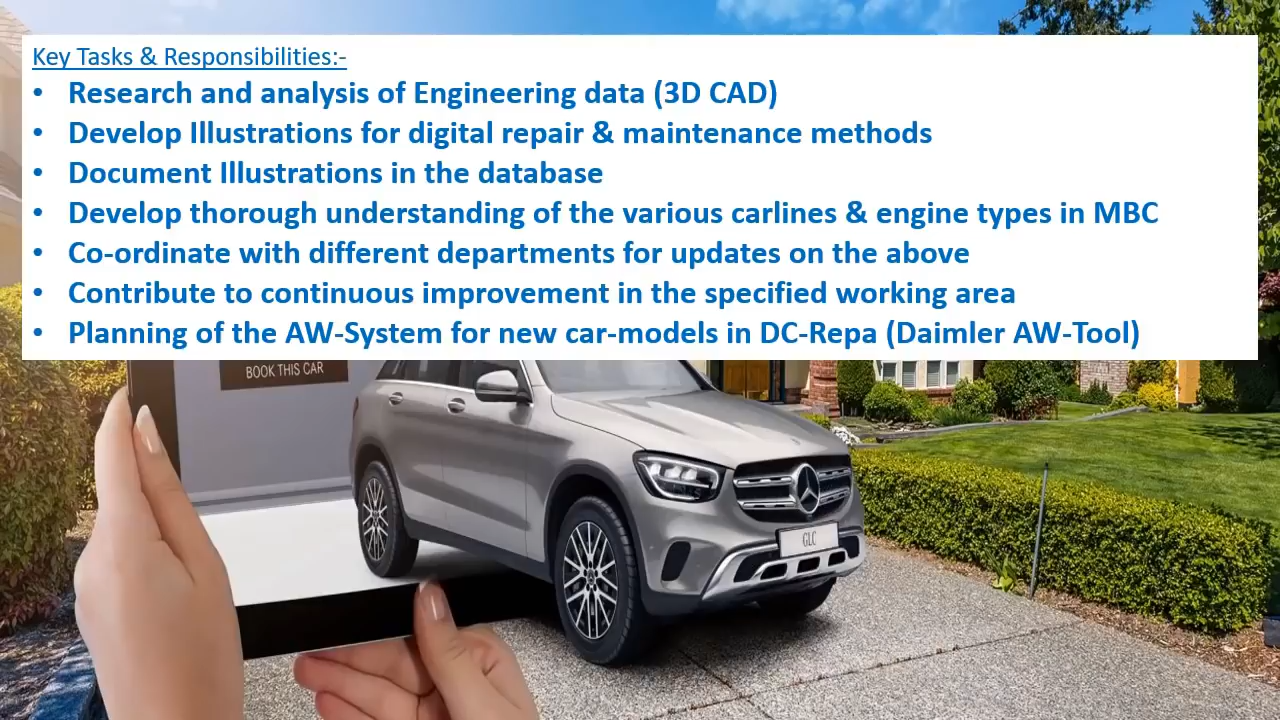 Key Tasks & Responsibilities:-
• Research and analysis of Engineering data (3D CAD)
• Develop Illustrations for digital repair & maintenance methods
• Document Illustrations in the database
• Develop thorough understanding of the various carlines & engine types in MBC
• Co-ordinate with different departments for updates on the above
• Contribute to continuous improvement in the specified working area
• Planning of the AW-System for new car-models in DC-Repa (Daimler AW-Tool)
BOOK THIS CAR
GLC